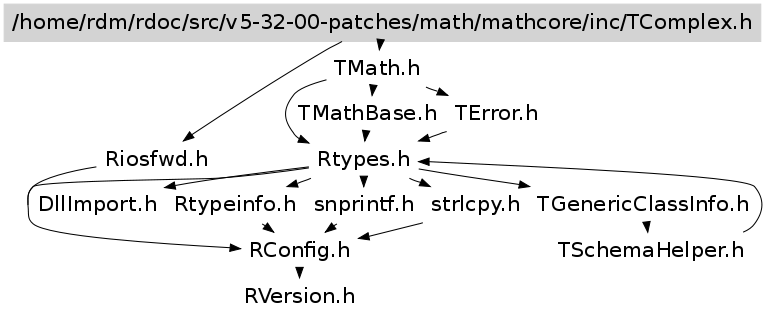 /home/rdm/rdoc/src/v5-32-00-patches/math/mathcore/inc/TComplex.h
TMath.h
TMathBase.h TError.h
Riosfwd.h Rtypes.h
DllImport.h Rtypeinfo.h snprintf.h strlcpy.h TGenericClassInfo.h
RConfig.h TSchemaHelper.h
RVersion.h